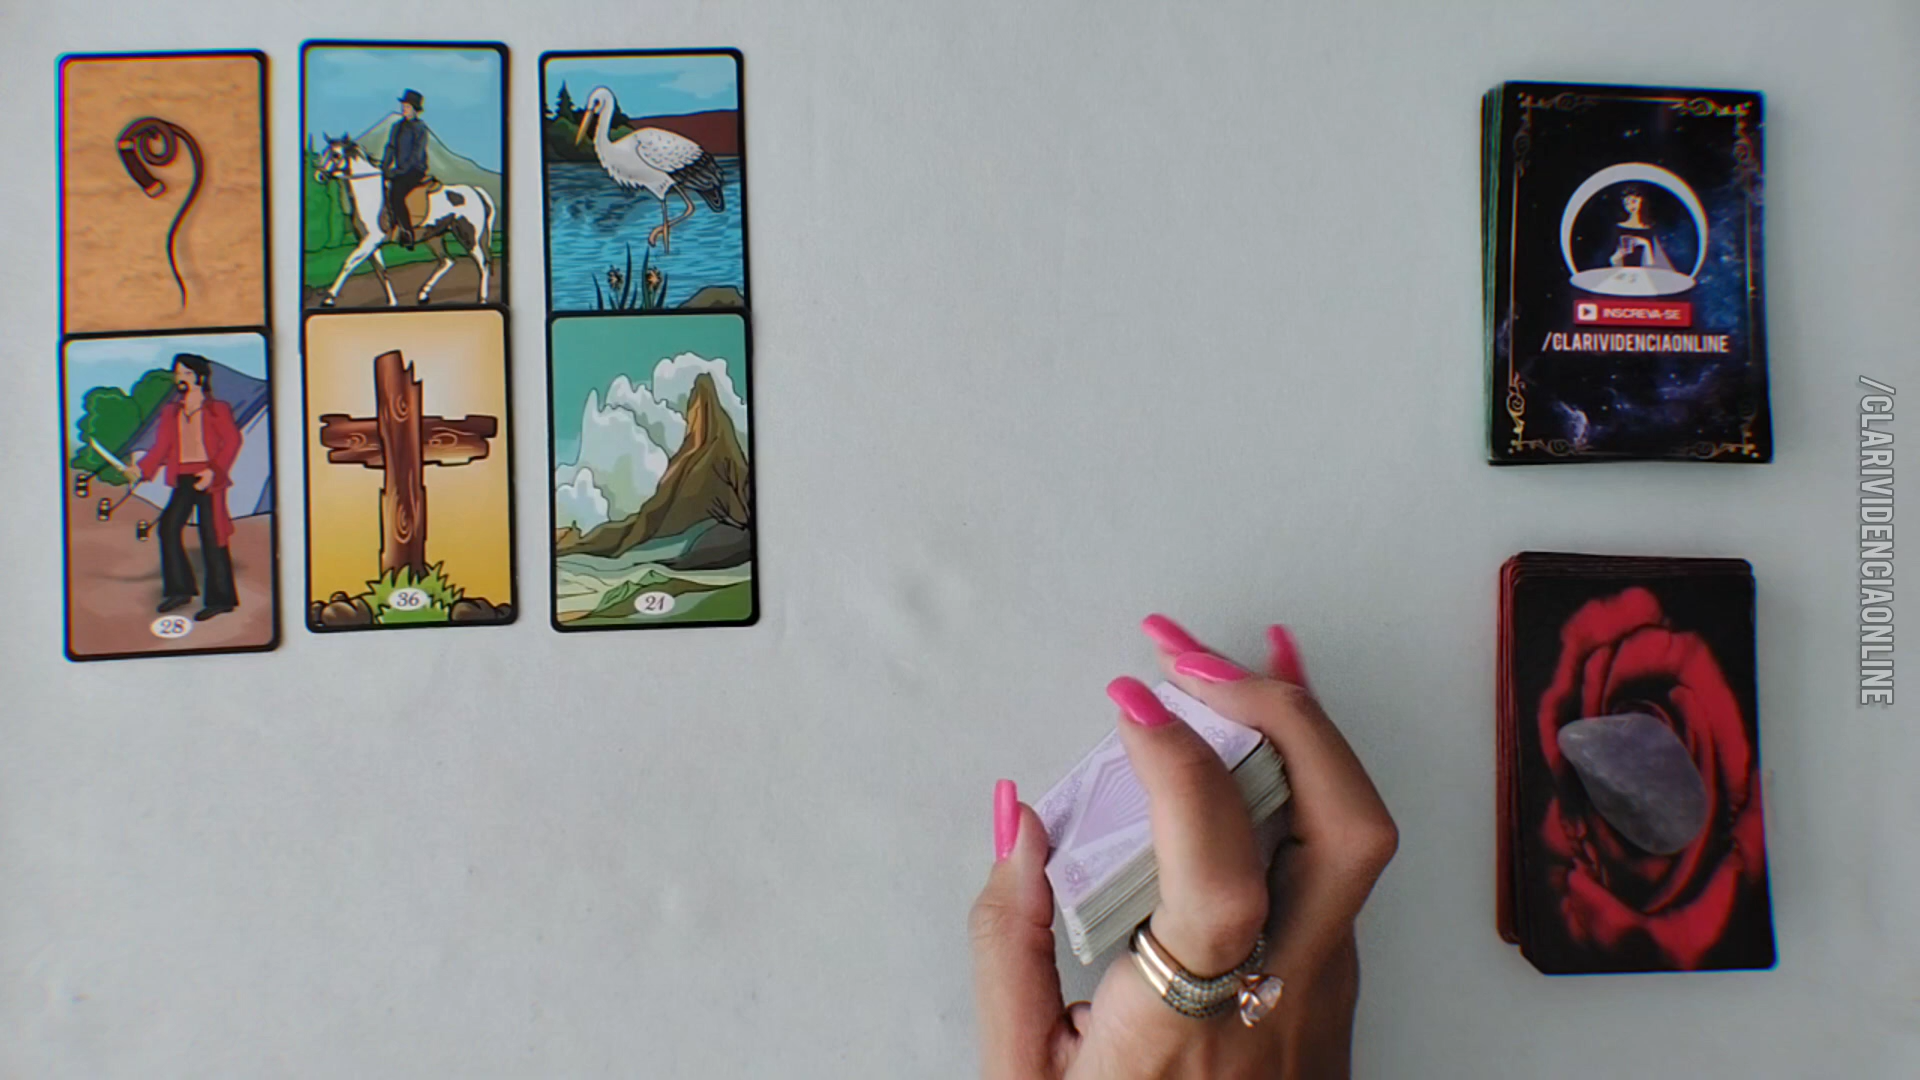 28
36
21
INSCREVA-SE
/CLARIVIDENCIAONLINE
/CLARIVIDENCIAONLINE